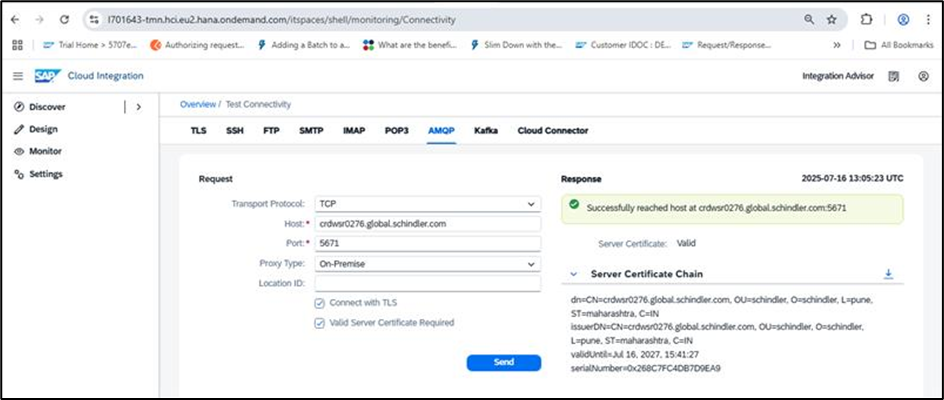 l701643-tmn.hci.eu2.hana.ondemand.com/itspaces/shell/monitoring/Connectivity
Trial Home > 5707e... Authorizing request... Adding a Batch to a... What are the benefi... Slim Down with the... Customer IDOC : DE... Request/Response... » All Bookmarks
SAP Cloud Integration Integration Advisor
Discover
Design
Monitor
Settings
Overview / Test Connectivity
TLS SSH FTP SMTP IMAP POP3 AMQP Kafka Cloud Connector
Request
Transport Protocol: TCP
Host:* crdwsr0276.global.schindler.com
Port:* 5671
Proxy Type: On-Premise
Location ID:
Connect with TLS
Valid Server Certificate Required
Send
Response 2025-07-16 13:05:23 UTC
Successfully reached host at crdwsr0276.global.schindler.com:5671
Server Certificate: Valid
Server Certificate Chain
dn=CN=crdwsr0276.global.schindler.com, OU=schindler, O=schindler, L=pune,
ST=maharashtra, C=IN
issuerDN=CN=crdwsr0276.global.schindler.com, OU=schindler, O=schindler,
L=pune, ST=maharashtra, C=IN
validUntil=Jul 16, 2027, 15:41:27
serialNumber=0x268C7FC4DB7D9EA9